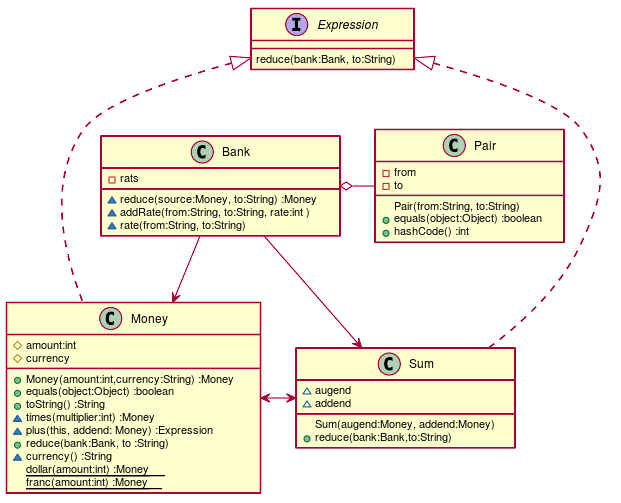 I Expression
reduce(bank:Bank, to:String)
C Bank
rats
reduce(source:Money, to:String) :Money
addRate(from:String, to:String, rate:int )
rate(from:String, to:String)
C Pair
from
to
Pair(from:String, to:String)
equals(object:Object) :boolean
hashCode() :int
C Money
amount:int
currency
Money(amount:int,currency:String) :Money
equals(object:Object) :boolean
toString() :String
times(multiplier:int) :Money
plus(this, addend: Money) :Expression
reduce(bank:Bank, to :String)
currency() :String
dollar(amount:int) :Money
franc(amount:int) :Money
C Sum
augend
addend
Sum(augend:Money, addend:Money)
reduce(bank:Bank,to:String)